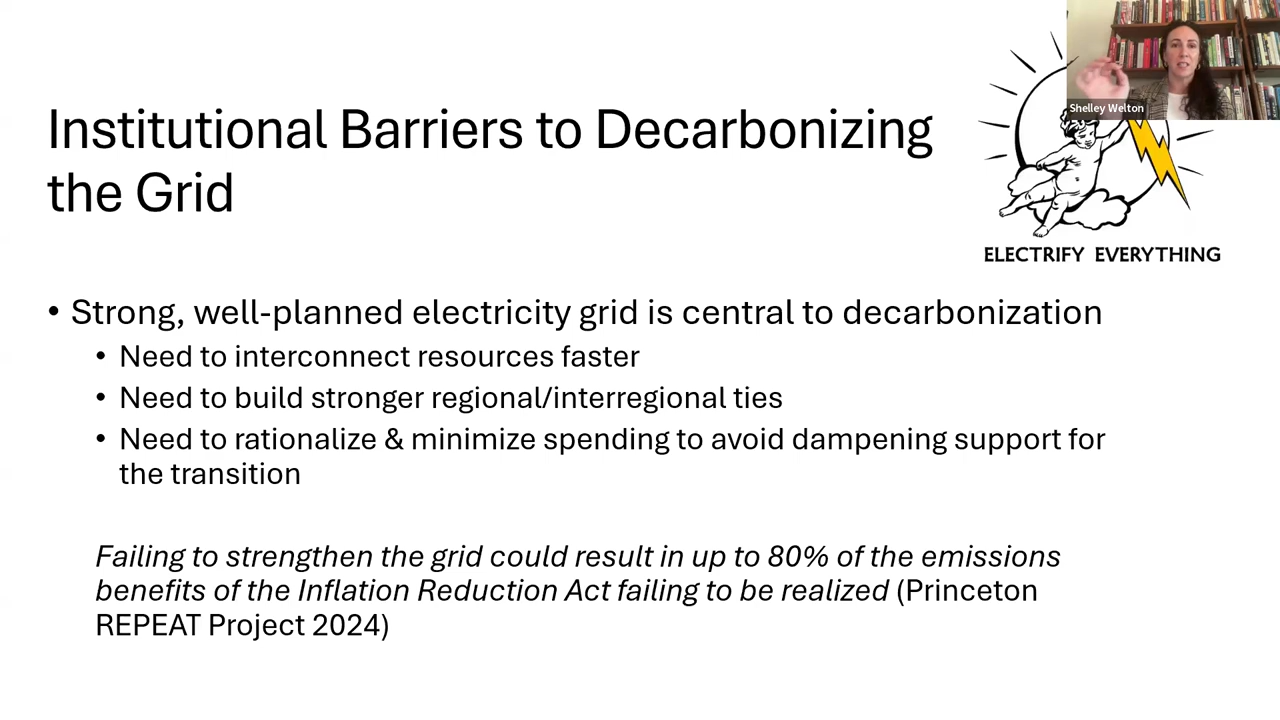 Shelley Welton
Institutional Barriers to Decarbonizing
the Grid
ELECTRIFY EVERYTHING
• Strong, well-planned electricity grid is central to decarbonization
• Need to interconnect resources faster
• Need to build stronger regional/interregional ties
• Need to rationalize & minimize spending to avoid dampening support for
the transition
Failing to strengthen the grid could result in up to 80% of the emissions
benefits of the Inflation Reduction Act failing to be realized (Princeton
REPEAT Project 2024)